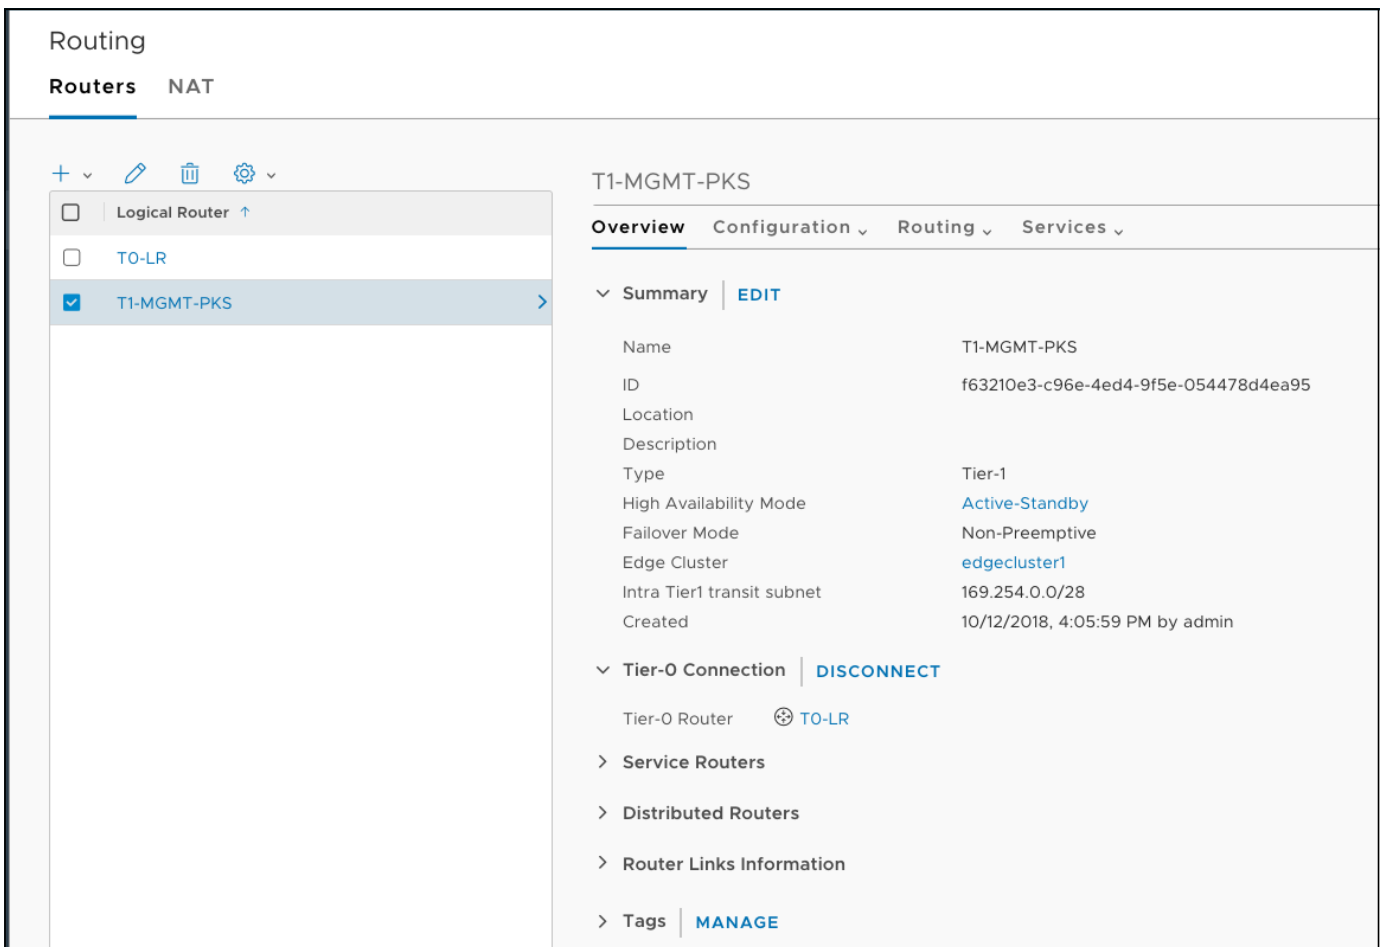 Routing
Routers NAT
Logical Router
T0-LR
T1-MGMT-PKS
T1-MGMT-PKS
Overview Configuration Routing Services
Summary EDIT
Name T1-MGMT-PKS
ID f63210e3-c96e-4ed4-9f5e-054478d4ea95
Location
Description
Type Tier-1
High Availability Mode Active-Standby
Failover Mode Non-Preemptive
Edge Cluster edgecluster1
Intra Tier1 transit subnet 169.254.0.0/28
Created 10/12/2018, 4:05:59 PM by admin
Tier-0 Connection DISCONNECT
Tier-0 Router T0-LR
Service Routers
Distributed Routers
Router Links Information
Tags MANAGE